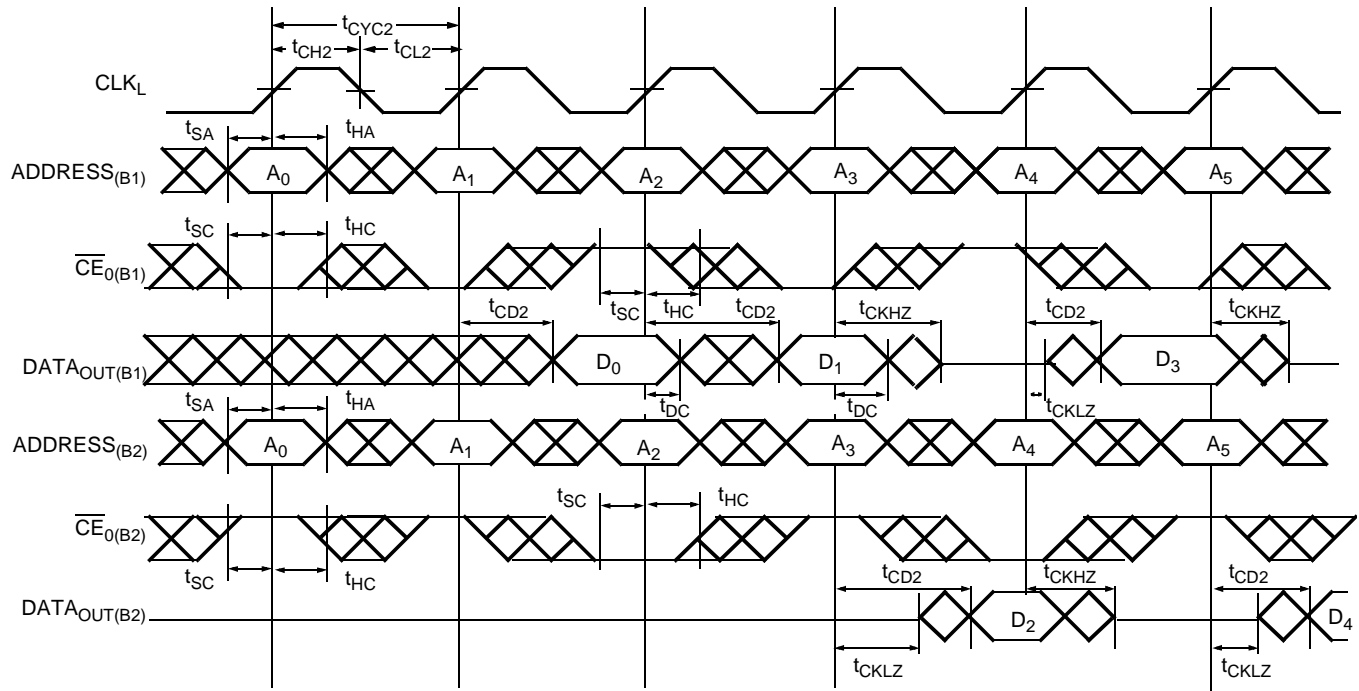 tCYC2
tCH2 tCL2
CLKL
tSA tHA
ADDRESS(B1) A0 A1 A2 A3 A4 A5
tSC tHC
CE0(B1)
tSC tHC
tCD2 tCD2 tCKHZ tCD2 tCKHZ
DATAOUT(B1) D0 D1 D3
tSA tHA tDC tDC tCKLZ
ADDRESS(B2) A0 A1 A2 A3 A4 A5
tSC tHC
CE0(B2)
tSC tHC tCD2 tCKHZ tCD2
DATAOUT(B2) D2 D4
tCKLZ tCKLZ